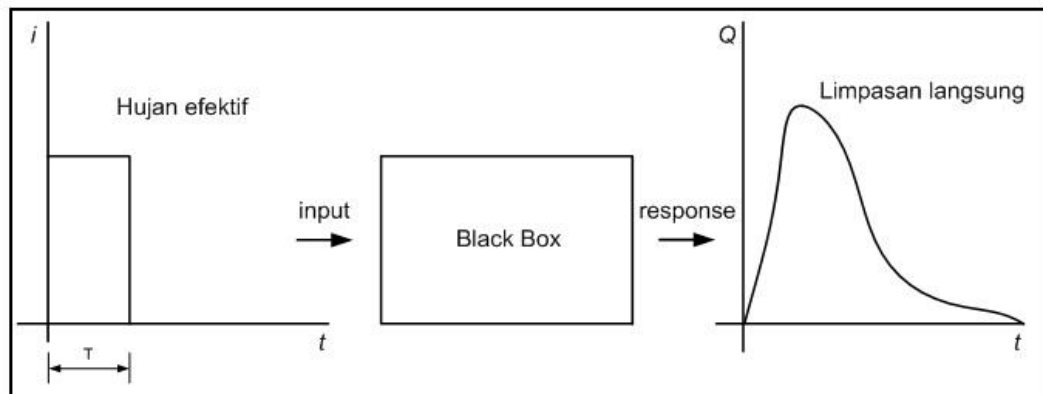 i
Hujan efektif
t
T
input
Black Box
response
Q
Limpasan langsung
t